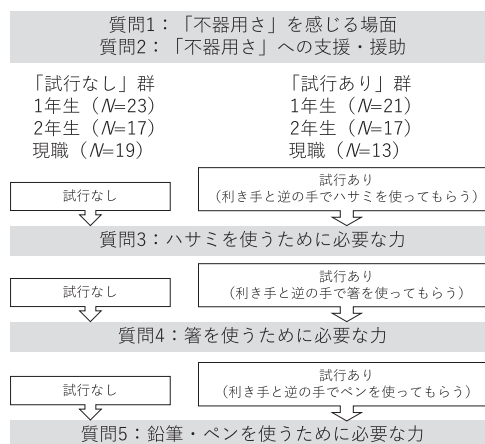 質問1：「不器用さ」を感じる場面
質問2：「不器用さ」への支援・援助
「試行なし」群
1年生（N=23）
2年生（N=17）
現職（N=19）
「試行あり」群
1年生（N=21）
2年生（N=17）
現職（N=13）
試行なし
試行あり
（利き手と逆の手でハサミを使ってもらう）
質問3：ハサミを使うために必要な力
試行なし
試行あり
（利き手と逆の手で箸を使ってもらう）
質問4：箸を使うために必要な力
試行なし
試行あり
（利き手と逆の手でペンを使ってもらう）
質問5：鉛筆・ペンを使うために必要な力